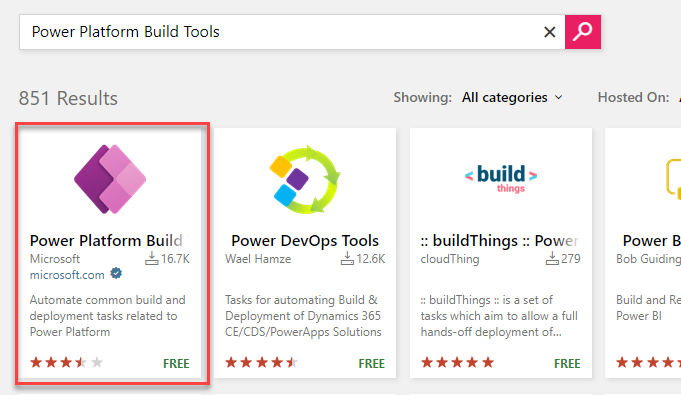 Power Platform Build Tools
851 Results
Showing: All categories
Hosted On:
Power Platform Build
Microsoft
16.7K
microsoft.com
Automate common build and
deployment tasks related to
Power Platform
FREE
Power DevOps Tools
Wael Hamze
12.6K
Tasks for automating Build &
Deployment of Dynamics 365
CE/CDS/PowerApps Solutions
FREE
< build >
things
:: buildThings :: Power
cloudThing
279
:: buildThings :: is a set of
tasks which aim to allow a full
hands-off deployment of...
FREE
Power B
Bob Guiding
Build and Re
Power BI